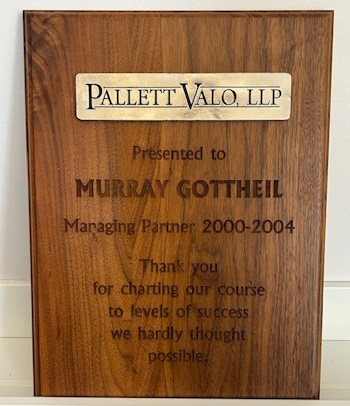 PALLETT VALO, LLP
Presented to
MURRAY GOTTHEIL
Managing Partner 2000-2004
Thank you
for charting our course
to levels of success
we hardly thought
possible.